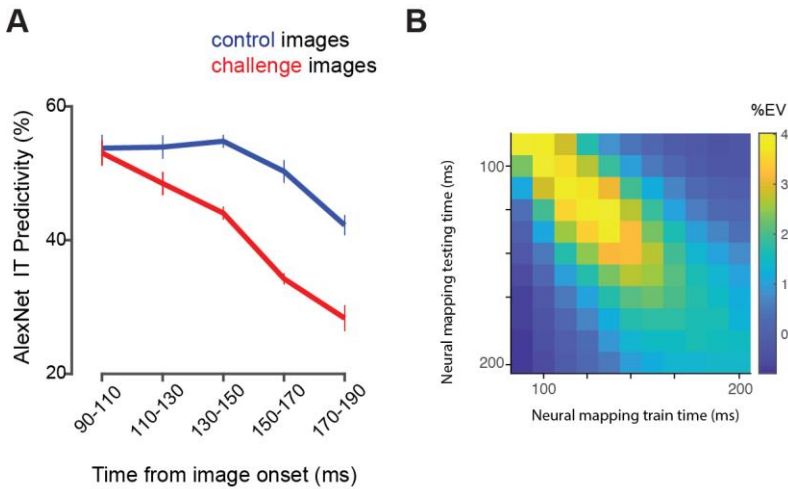 A
control images
challenge images
AlexNet IT Predictivity (%)
60
40
20
90-110
110-130
130-150
150-170
170-190
Time from image onset (ms)
B
%EV
4
3
2
1
0
Neural mapping testing time (ms)
100
200
100
200
Neural mapping train time (ms)